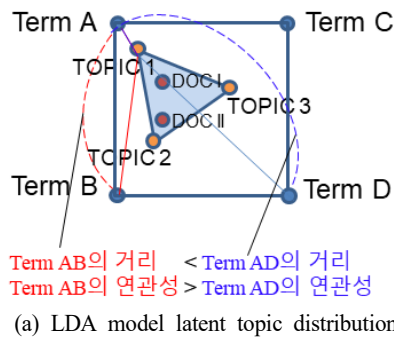 Term A
Term C
TOPIC 1
DOC Ⅰ
TOPIC 3
DOC Ⅱ
TOPIC 2
Term B
Term D
Term AB의 거리 < Term AD의 거리
Term AB의 연관성 > Term AD의 연관성
(a) LDA model latent topic distribution